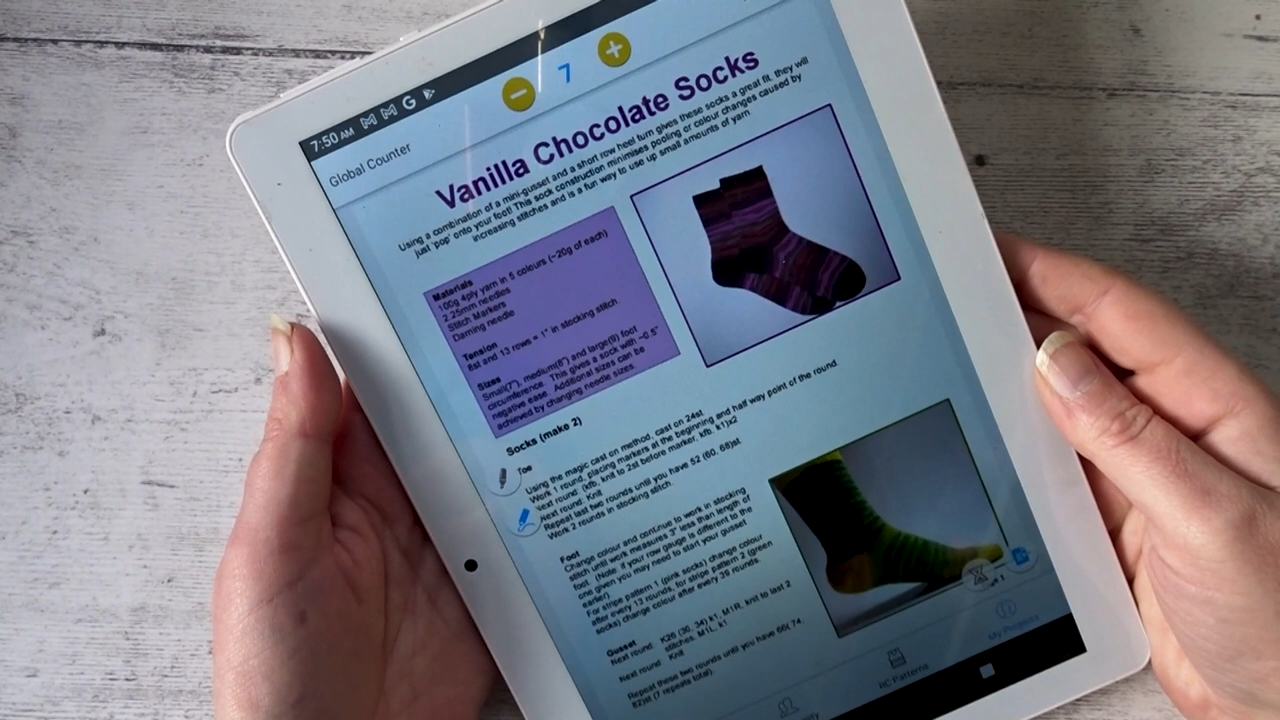 7:50 AM
Global Counter
7
Vanilla Chocolate Socks
Using a combination of a mini-gusset and a short row heel turn gives these socks a great fit, they will
just 'pop' onto your foot! This sock construction minimises pooling or colour changes caused by
increasing stitches and is a fun way to use up small amounts of yarn
Materials
100g 4ply yarn in 5 colours (~20g of each)
2.25mm needles
Stitch Markers
Darning needle
Tension
8st and 13 rows = 1" in stocking stitch.
Sizes
Small(7"), medium(8") and large(9) foot
circumference. This gives a sock with ~0.5"
negative ease. Additional sizes can be
achieved by changing needle sizes.
Socks (make 2)
Toe
Using the magic cast on method, cast on 24st.
Work 1 round, placing markers at the beginning and half way point of the round
Next round: (kfb, knit to 2st before marker, kfb, k1)x2
Next round: Knit
Repeat last two rounds until you have 52 (60, 68)st
Work 2 rounds in stocking stitch.
Foot
Change colour and continue to work in stocking
stitch until work measures 3" less than length of
foot. (Note: if your row gauge is different to the
one given you may need to start your gusset
earlier)
For stripe pattern 1 (pink socks) change colour
after every 13 rounds, for stripe pattern 2 (green
socks) change colour after every 39 rounds.
Gusset
Next round: K26 (30, 34) k1, M1R, knit to last 2
stitches. M1L, k1
Next round: Knit
Repeat these two rounds until you have 66( 74,
82)st (7 repeats total).
RC Patterns
My Projects